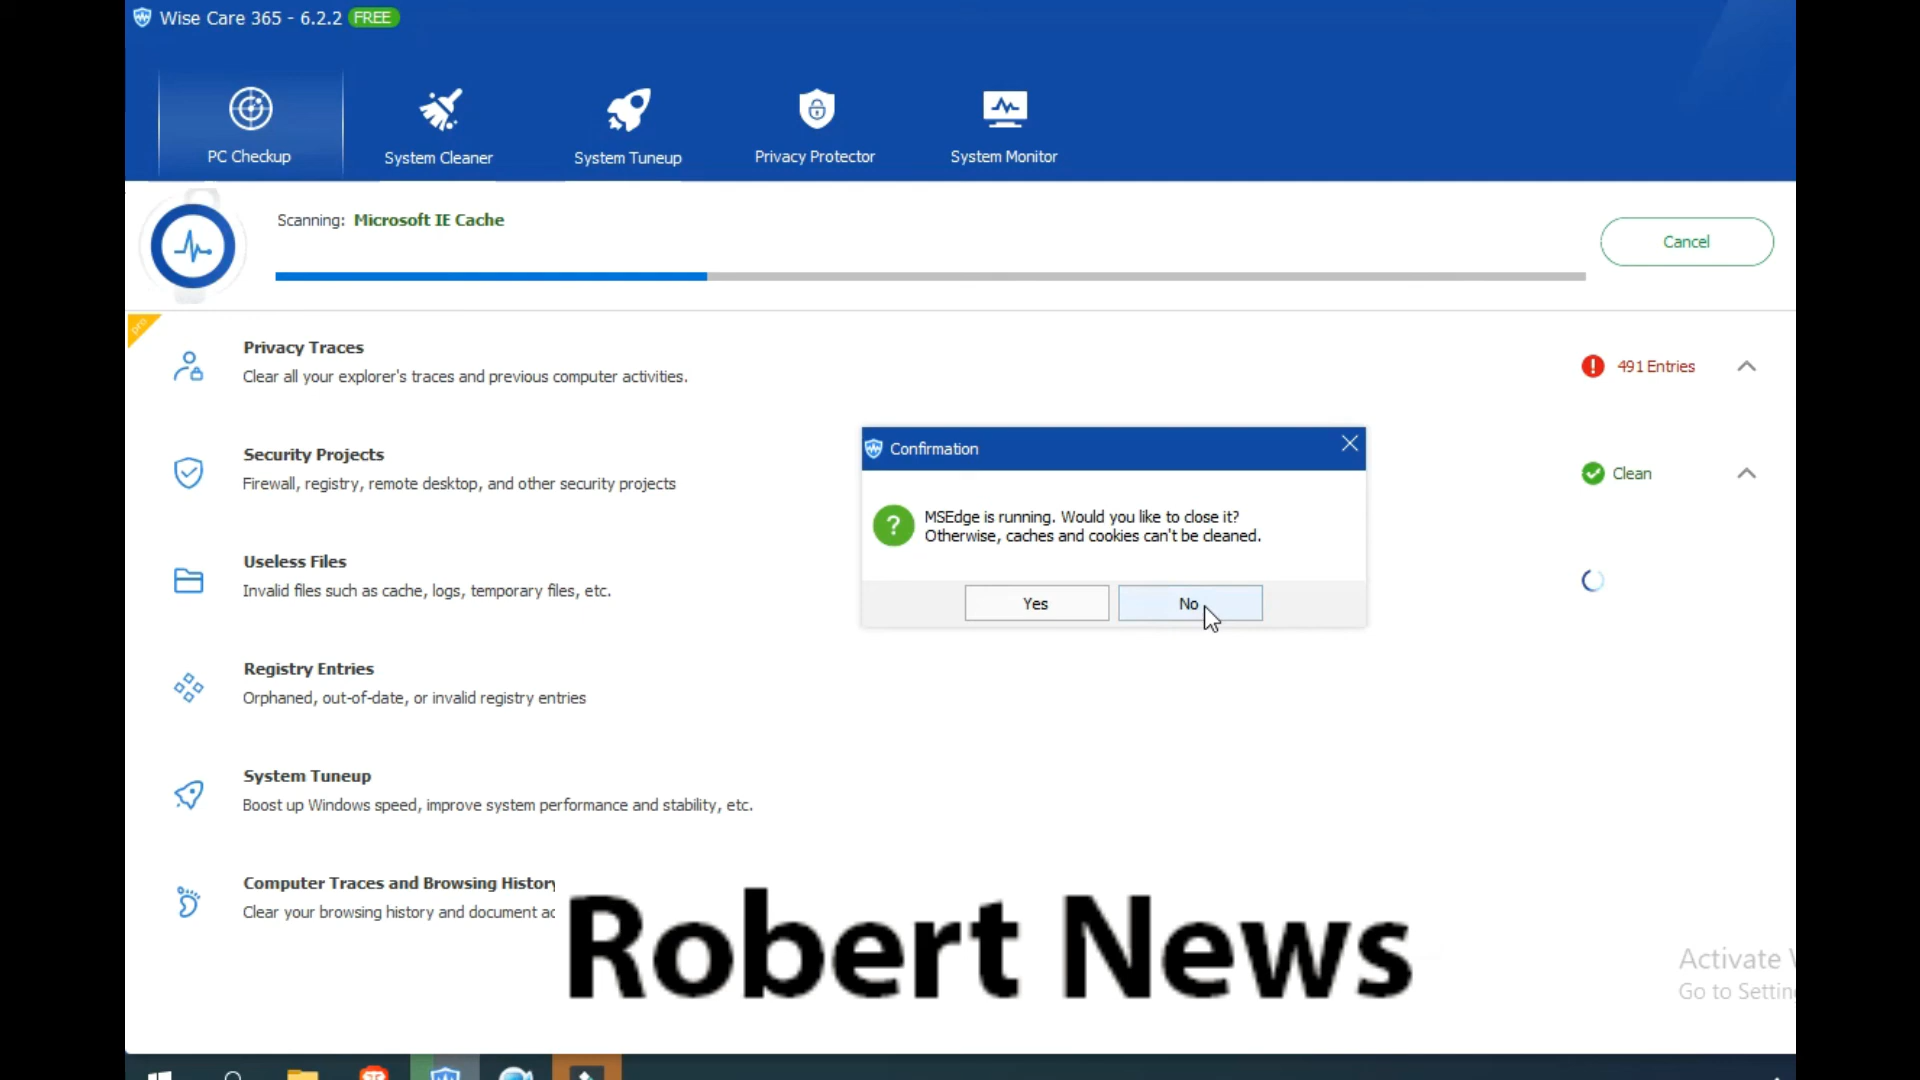 Wise Care 365 - 6.2.2 FREE
PC Checkup
System Cleaner
System Tuneup
Privacy Protector
System Monitor
Scanning: Microsoft IE Cache
Cancel
pro
Privacy Traces
Clear all your explorer's traces and previous computer activities.
491 Entries
Security Projects
Firewall, registry, remote desktop, and other security projects
Clean
Confirmation
MSEdge is running. Would you like to close it?
Otherwise, caches and cookies can't be cleaned.
Yes
No
Useless Files
Invalid files such as cache, logs, temporary files, etc.
Registry Entries
Orphaned, out-of-date, or invalid registry entries
System Tuneup
Boost up Windows speed, improve system performance and stability, etc.
Computer Traces and Browsing History
Clear your browsing history and document ac
Robert News
Activate
Go to Settin